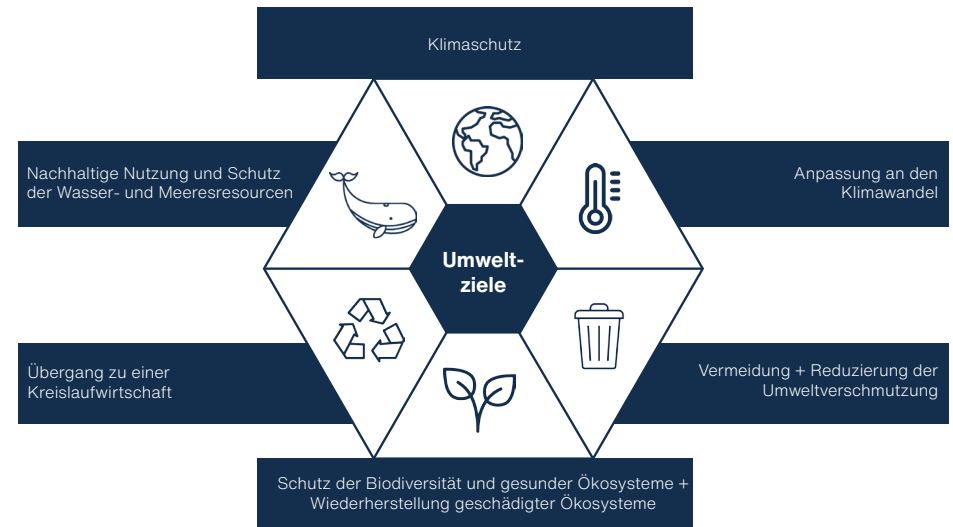 Klimaschutz
Nachhaltige Nutzung und Schutz
der Wasser- und Meeresresourcen
Anpassung an den
Klimawandel
Umwelt-
ziele
Übergang zu einer
Kreislaufwirtschaft
Vermeidung + Reduzierung der
Umweltverschmutzung
Schutz der Biodiversität und gesunder Ökosysteme +
Wiederherstellung geschädigter Ökosysteme